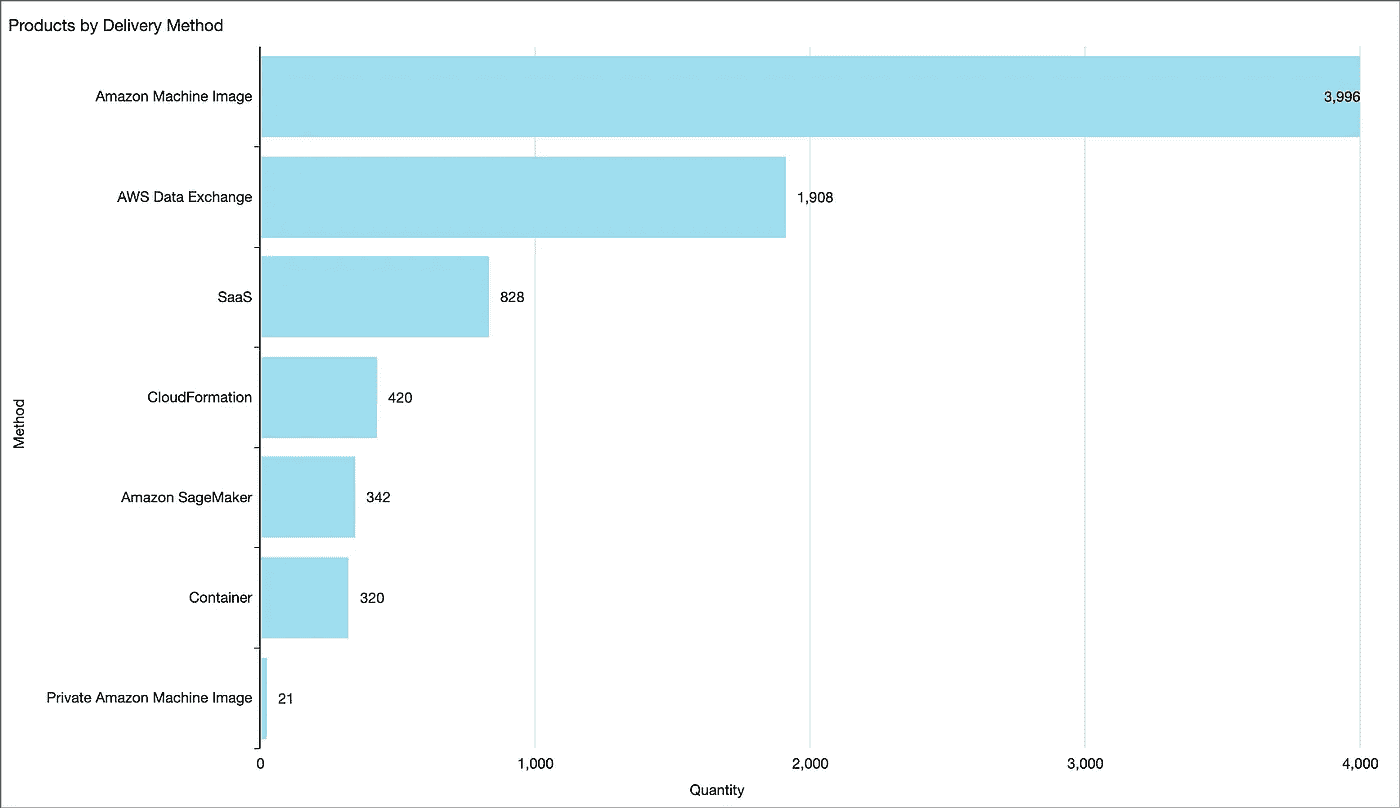 Products by Delivery Method
Amazon Machine Image
3,996
AWS Data Exchange
1,908
SaaS
828
CloudFormation
420
Method
Amazon SageMaker
342
Container
320
Private Amazon Machine Image
21
0
1,000
2,000
3,000
4,000
Quantity